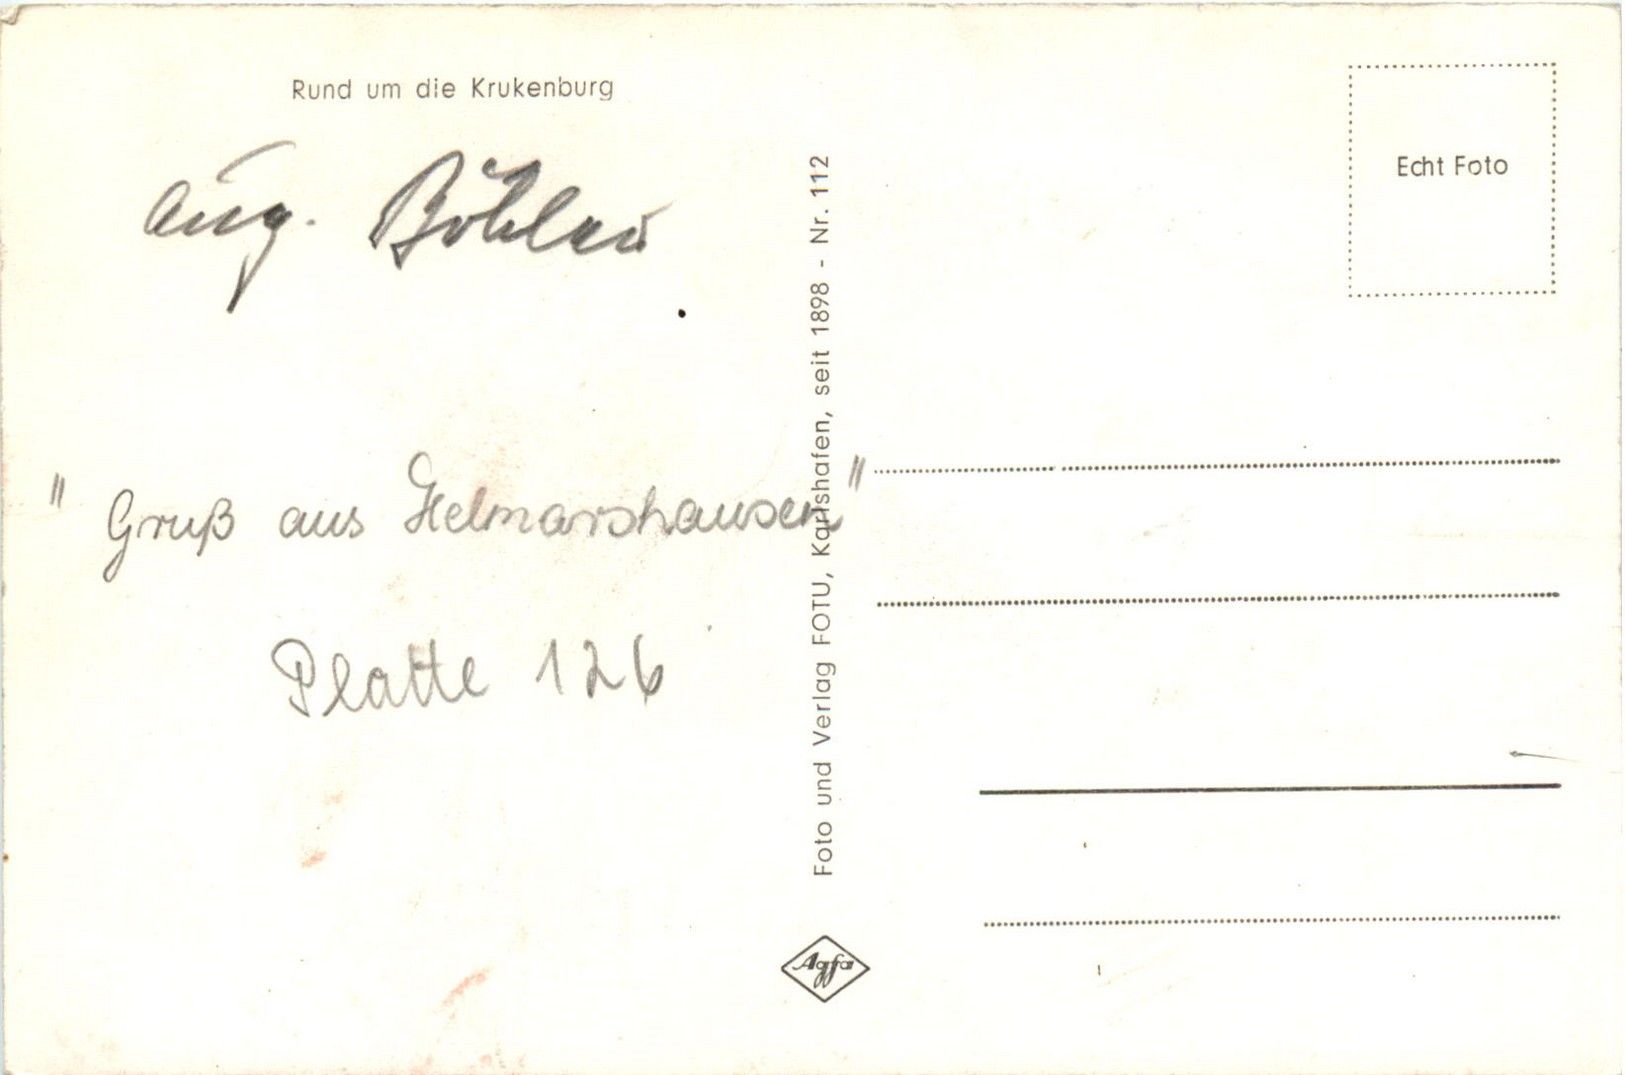 Rund um die Krukenburg
Aug.
" Gruß aus Helmarshausen "
Platte 126
Foto und Verlag FOTU, Karlshafen, seit 1898 - Nr. 112
Echt Foto
Agfa